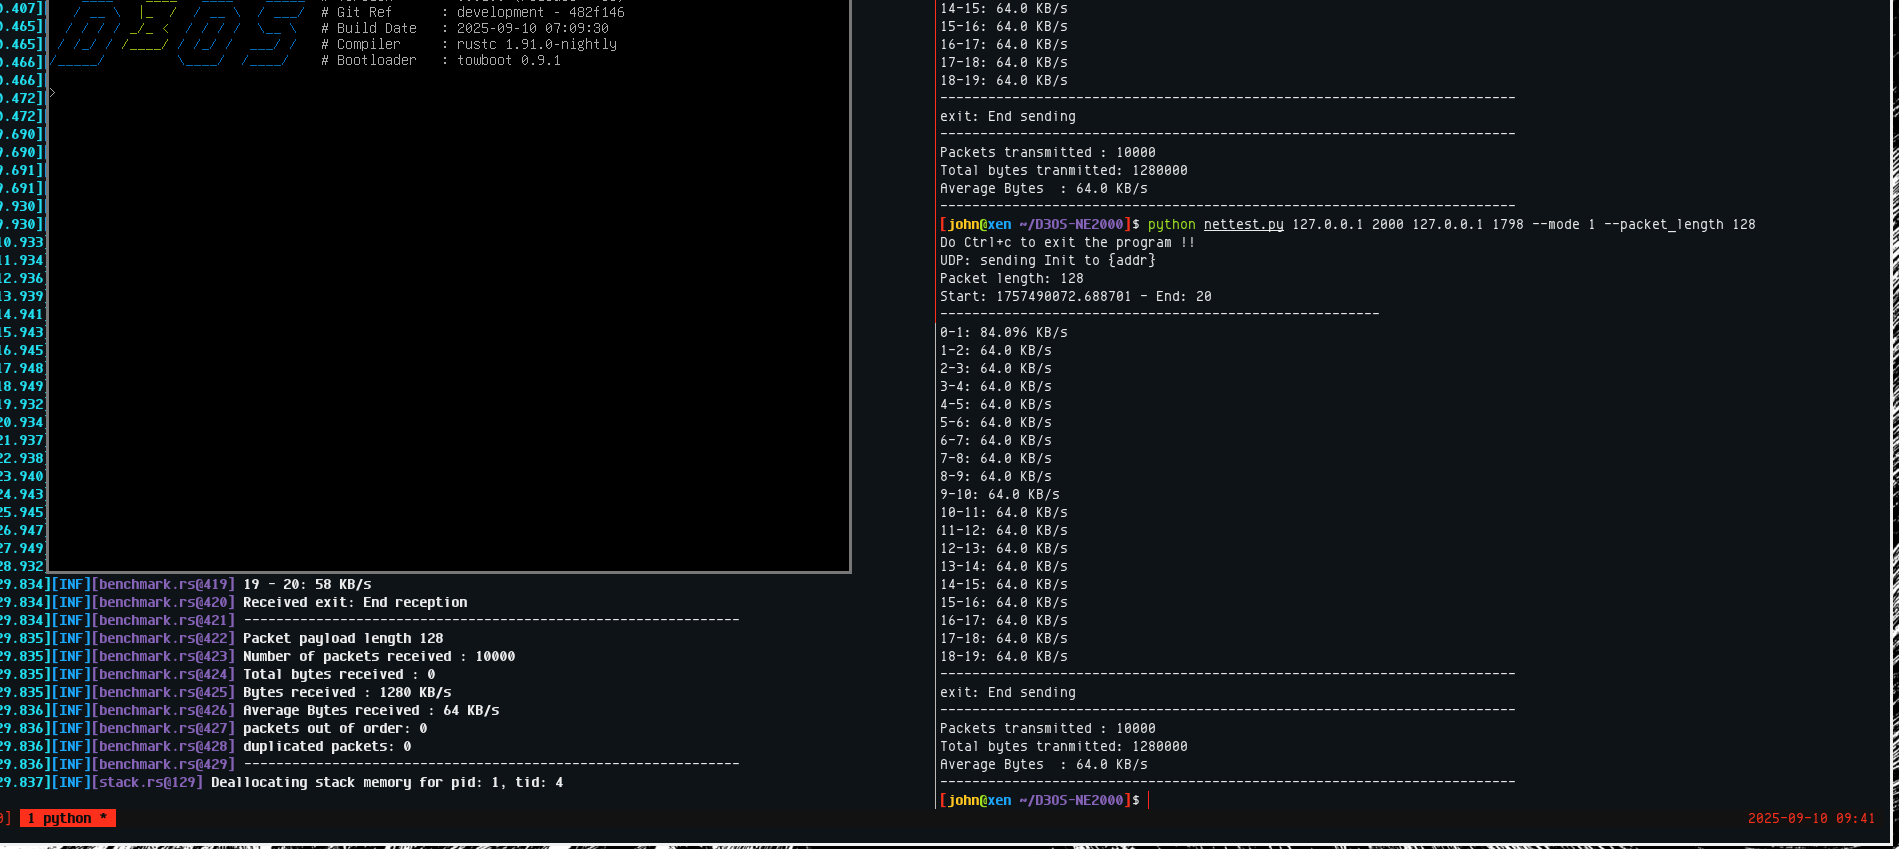 0.407]
0.465]
0.465]
0.466]
0.466]
0.472]
0.472]
9.690]
9.690]
9.691]
9.691]
9.930]
9.930]
10.933
11.934
12.936
13.939
14.941
15.943
16.945
17.948
18.949
19.932
20.934
21.937
22.938
23.940
24.943
25.945
26.947
27.949
28.932
# Git Ref : development - 482f146
# Build Date : 2025-09-10 07:09:30
# Compiler : rustc 1.91.0-nightly
# Bootloader : towboot 0.9.1
>
29.834][INF][benchmark.rs@419] 19 - 20: 58 KB/s
29.834][INF][benchmark.rs@420] Received exit: End reception
29.834][INF][benchmark.rs@421] --------------------------------------------------------------
29.835][INF][benchmark.rs@422] Packet payload length 128
29.835][INF][benchmark.rs@423] Number of packets received : 10000
29.835][INF][benchmark.rs@424] Total bytes received : 0
29.835][INF][benchmark.rs@425] Bytes received : 1280 KB/s
29.836][INF][benchmark.rs@426] Average Bytes received : 64 KB/s
29.836][INF][benchmark.rs@427] packets out of order: 0
29.836][INF][benchmark.rs@428] duplicated packets: 0
29.836][INF][benchmark.rs@429] --------------------------------------------------------------
29.837][INF][stack.rs@129] Deallocating stack memory for pid: 1, tid: 4
14-15: 64.0 KB/s
15-16: 64.0 KB/s
16-17: 64.0 KB/s
17-18: 64.0 KB/s
18-19: 64.0 KB/s
------------------------------------------------------------------------
exit: End sending
------------------------------------------------------------------------
Packets transmitted : 10000
Total bytes tranmitted: 1280000
Average Bytes  : 64.0 KB/s
------------------------------------------------------------------------
[john@xen ~/D3OS-NE2000]$ python nettest.py 127.0.0.1 2000 127.0.0.1 1798 --mode 1 --packet_length 128
Do Ctrl+c to exit the program !!
UDP: sending Init to {addr}
Packet length: 128
Start: 1757490072.688701 - End: 20
-------------------------------------------------------
0-1: 84.096 KB/s
1-2: 64.0 KB/s
2-3: 64.0 KB/s
3-4: 64.0 KB/s
4-5: 64.0 KB/s
5-6: 64.0 KB/s
6-7: 64.0 KB/s
7-8: 64.0 KB/s
8-9: 64.0 KB/s
9-10: 64.0 KB/s
10-11: 64.0 KB/s
11-12: 64.0 KB/s
12-13: 64.0 KB/s
13-14: 64.0 KB/s
14-15: 64.0 KB/s
15-16: 64.0 KB/s
16-17: 64.0 KB/s
17-18: 64.0 KB/s
18-19: 64.0 KB/s
------------------------------------------------------------------------
exit: End sending
------------------------------------------------------------------------
Packets transmitted : 10000
Total bytes tranmitted: 1280000
Average Bytes  : 64.0 KB/s
------------------------------------------------------------------------
[john@xen ~/D3OS-NE2000]$
0] 1 python *
2025-09-10 09:41